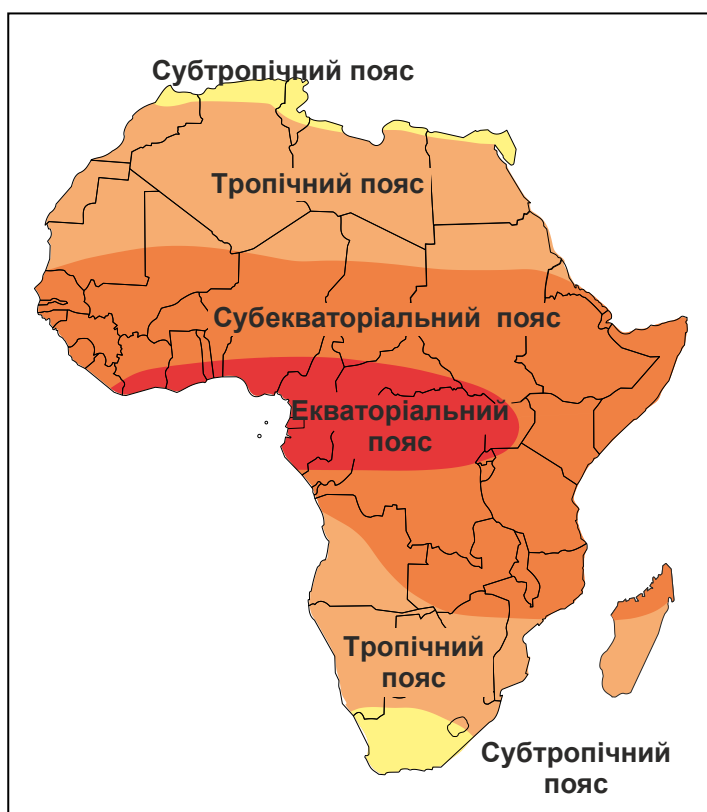 Субтропічний пояс
Тропічний пояс
Субекваторіальний пояс
Екваторіальний
пояс
Тропічний
пояс
Субтропічний
пояс